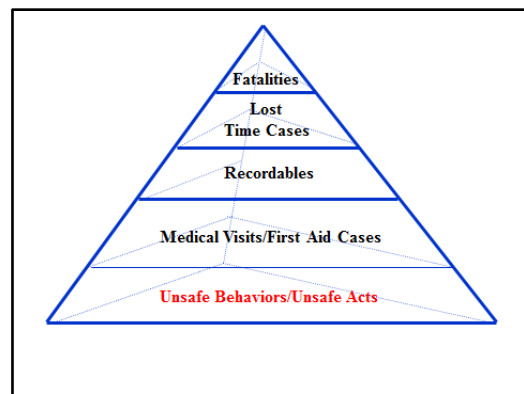 Fatalities
Lost
Time Cases
Recordables
Medical Visits/First Aid Cases
Unsafe Behaviors/Unsafe Acts